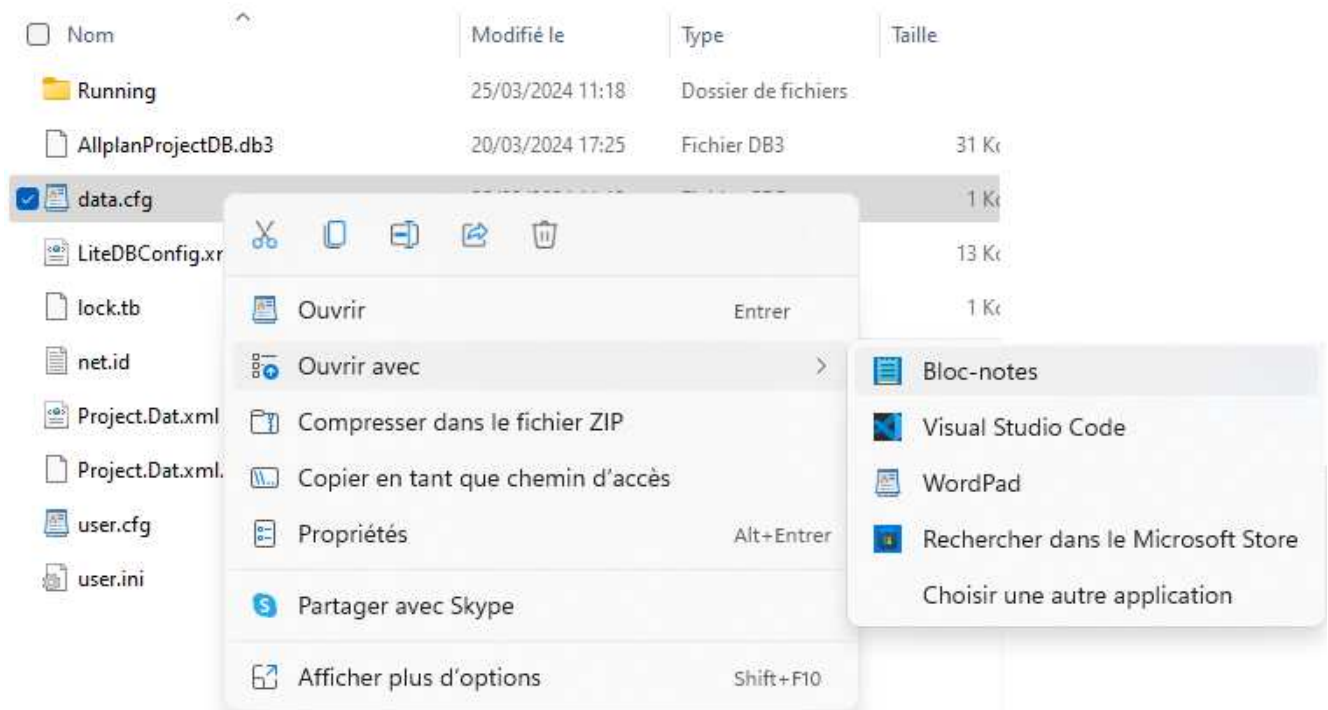 Nom Modifié le Type Taille
Running 25/03/2024 11:18 Dossier de fichiers
AllplanProjectDB.db3 20/03/2024 17:25 Fichier DB3 31 Ko
data.cfg 1 Ko
LiteDBConfig.xr 13 Ko
lock.tb 1 Ko
net.id
Project.Dat.xml
Project.Dat.xml.
user.cfg
user.ini
Ouvrir Entrer
Ouvrir avec
Compresser dans le fichier ZIP
Copier en tant que chemin d’accès
Propriétés Alt+Entrer
Partager avec Skype
Afficher plus d’options Shift+F10
Bloc-notes
Visual Studio Code
WordPad
Rechercher dans le Microsoft Store
Choisir une autre application